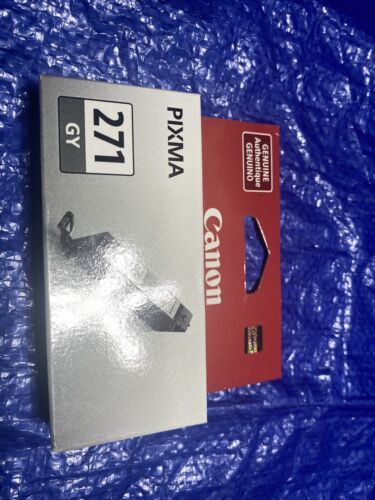 GENUINE
Authentique
GENUINO
Canon
PIXMA
271
GY